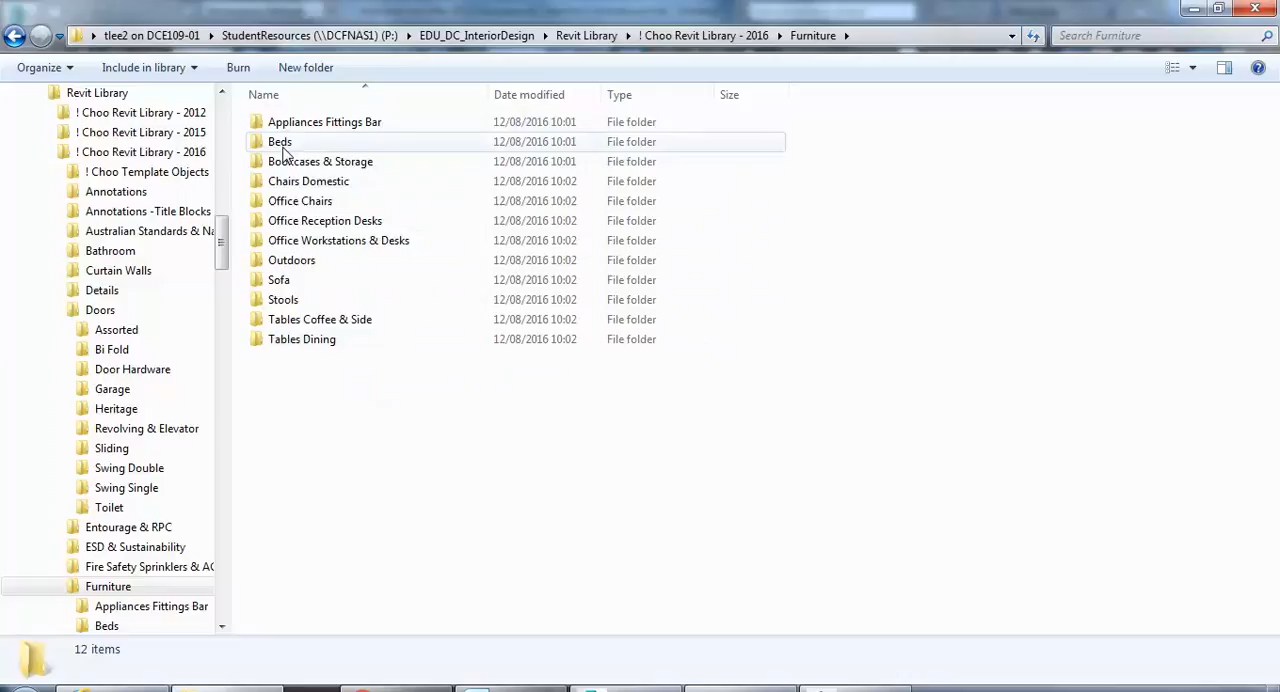 tlee2 on DCE109-01 StudentResources (\\DCFNAS1) (P:) EDU_DC_InteriorDesign Revit Library ! Choo Revit Library - 2016 Furniture Search Furniture
Organize Include in library Burn New folder
Revit Library
! Choo Revit Library - 2012
! Choo Revit Library - 2015
! Choo Revit Library - 2016
! Choo Template Objects
Annotations
Annotations -Title Blocks
Australian Standards & Na
Bathroom
Curtain Walls
Details
Doors
Assorted
Bi Fold
Door Hardware
Garage
Heritage
Revolving & Elevator
Sliding
Swing Double
Swing Single
Toilet
Entourage & RPC
ESD & Sustainability
Fire Safety Sprinklers & AC
Furniture
Appliances Fittings Bar
Beds
Name Date modified Type Size
Appliances Fittings Bar 12/08/2016 10:01 File folder
Beds 12/08/2016 10:01 File folder
Bookcases & Storage 12/08/2016 10:01 File folder
Chairs Domestic 12/08/2016 10:02 File folder
Office Chairs 12/08/2016 10:02 File folder
Office Reception Desks 12/08/2016 10:02 File folder
Office Workstations & Desks 12/08/2016 10:02 File folder
Outdoors 12/08/2016 10:02 File folder
Sofa 12/08/2016 10:02 File folder
Stools 12/08/2016 10:02 File folder
Tables Coffee & Side 12/08/2016 10:02 File folder
Tables Dining 12/08/2016 10:02 File folder
12 items